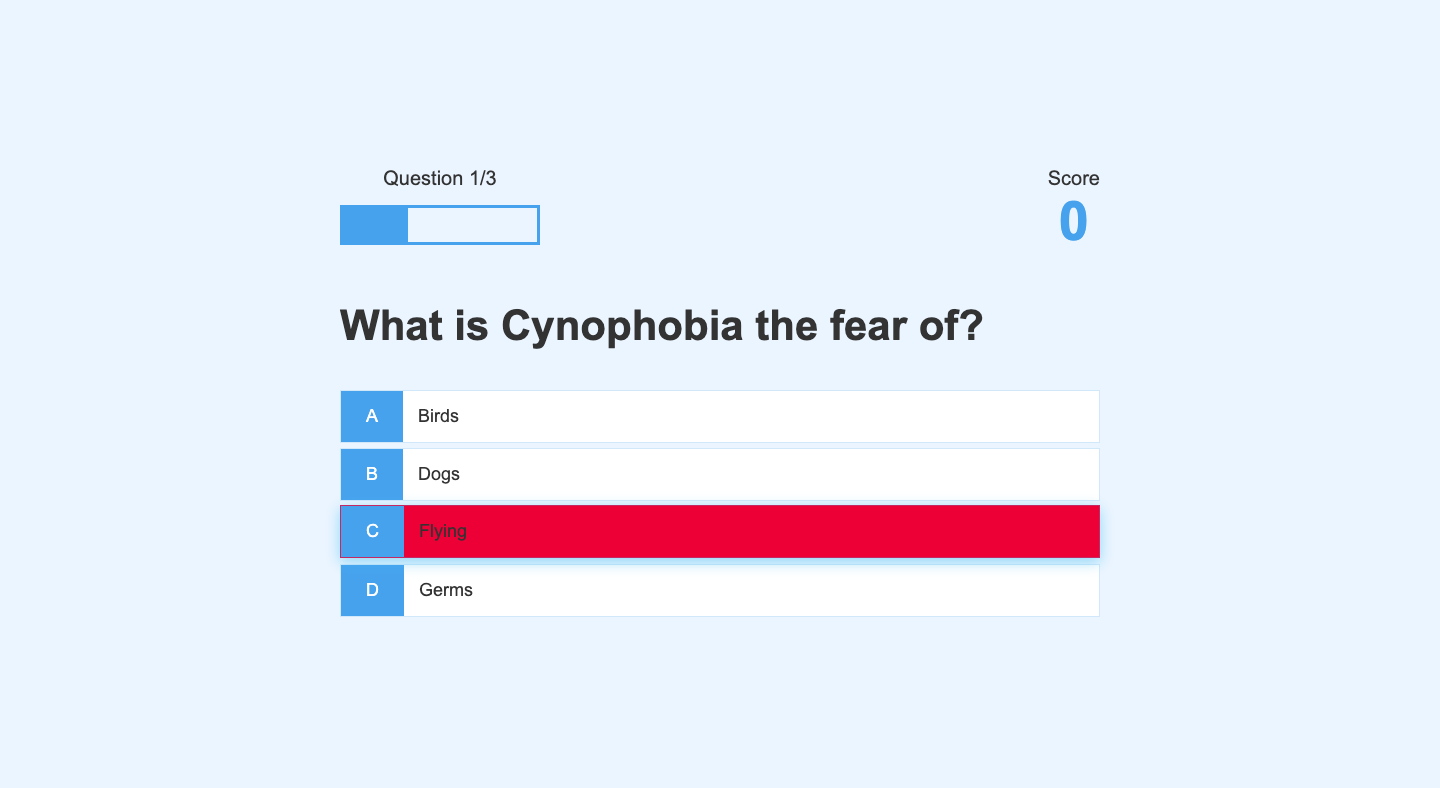 Question 1/3
Score
0
What is Cynophobia the fear of?
A Birds
B Dogs
C Flying
D Germs